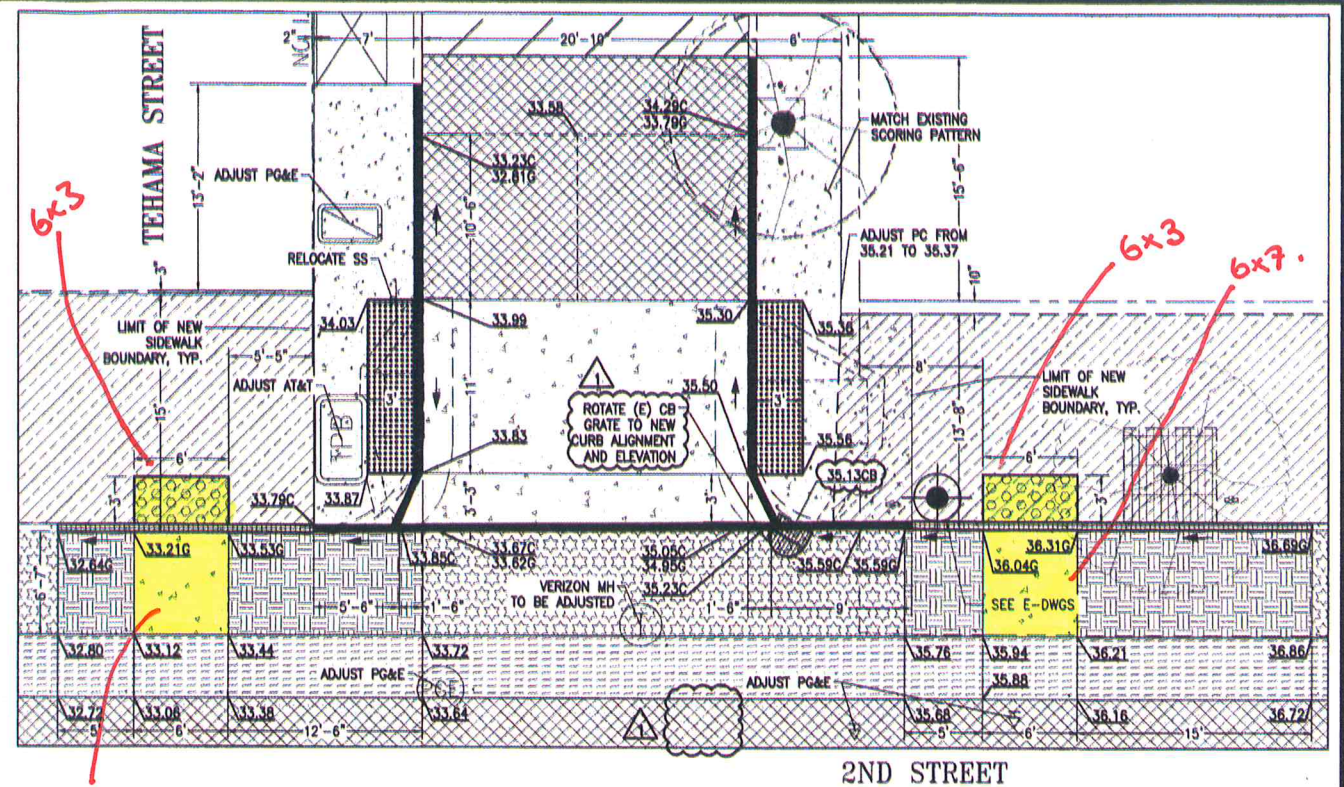 2"
7'
20'-10"
6'
1'
TEHAMA STREET
33.58
34.29C
33.79G
MATCH EXISTING
SCORING PATTERN
33.23C
32.81G
ADJUST PG&E
13'-2"
10'-6"
15'-6"
6x3
6x3
6x7.
ADJUST PC FROM
35.21 TO 35.37
RELOCATE SS
3"
10"
34.03
33.99
35.30
35.36
LIMIT OF NEW
SIDEWALK
BOUNDARY, TYP.
5'-5"
8'
ADJUST AT&T
3'
11'
1
35.50
3'
LIMIT OF NEW
SIDEWALK
BOUNDARY, TYP.
ROTATE (E) CB
GRATE TO NEW
CURB ALIGNMENT
AND ELEVATION
15'
13'-8"
33.83
35.56
6'
35.13CB
6'
3'
33.79C
33.87
3'-3"
3'
3'
32.64G
33.21G
33.53G
33.85C
33.67C
33.62G
35.05C
34.95G
35.23C
35.59C
35.59G
36.31G
36.04G
36.69G
6'-7"
VERIZON MH
TO BE ADJUSTED
5'-6"
1'-6"
1'-6"
9
SEE E-DWGS
32.80
33.12
33.44
33.72
35.76
35.94
36.21
36.86
ADJUST PG&E
PGE
ADJUST PG&E
35.88
32.72
33.06
33.38
33.64
35.68
36.16
36.72
5'
6'
12'-6"
1
5'
6'
15'
2ND STREET